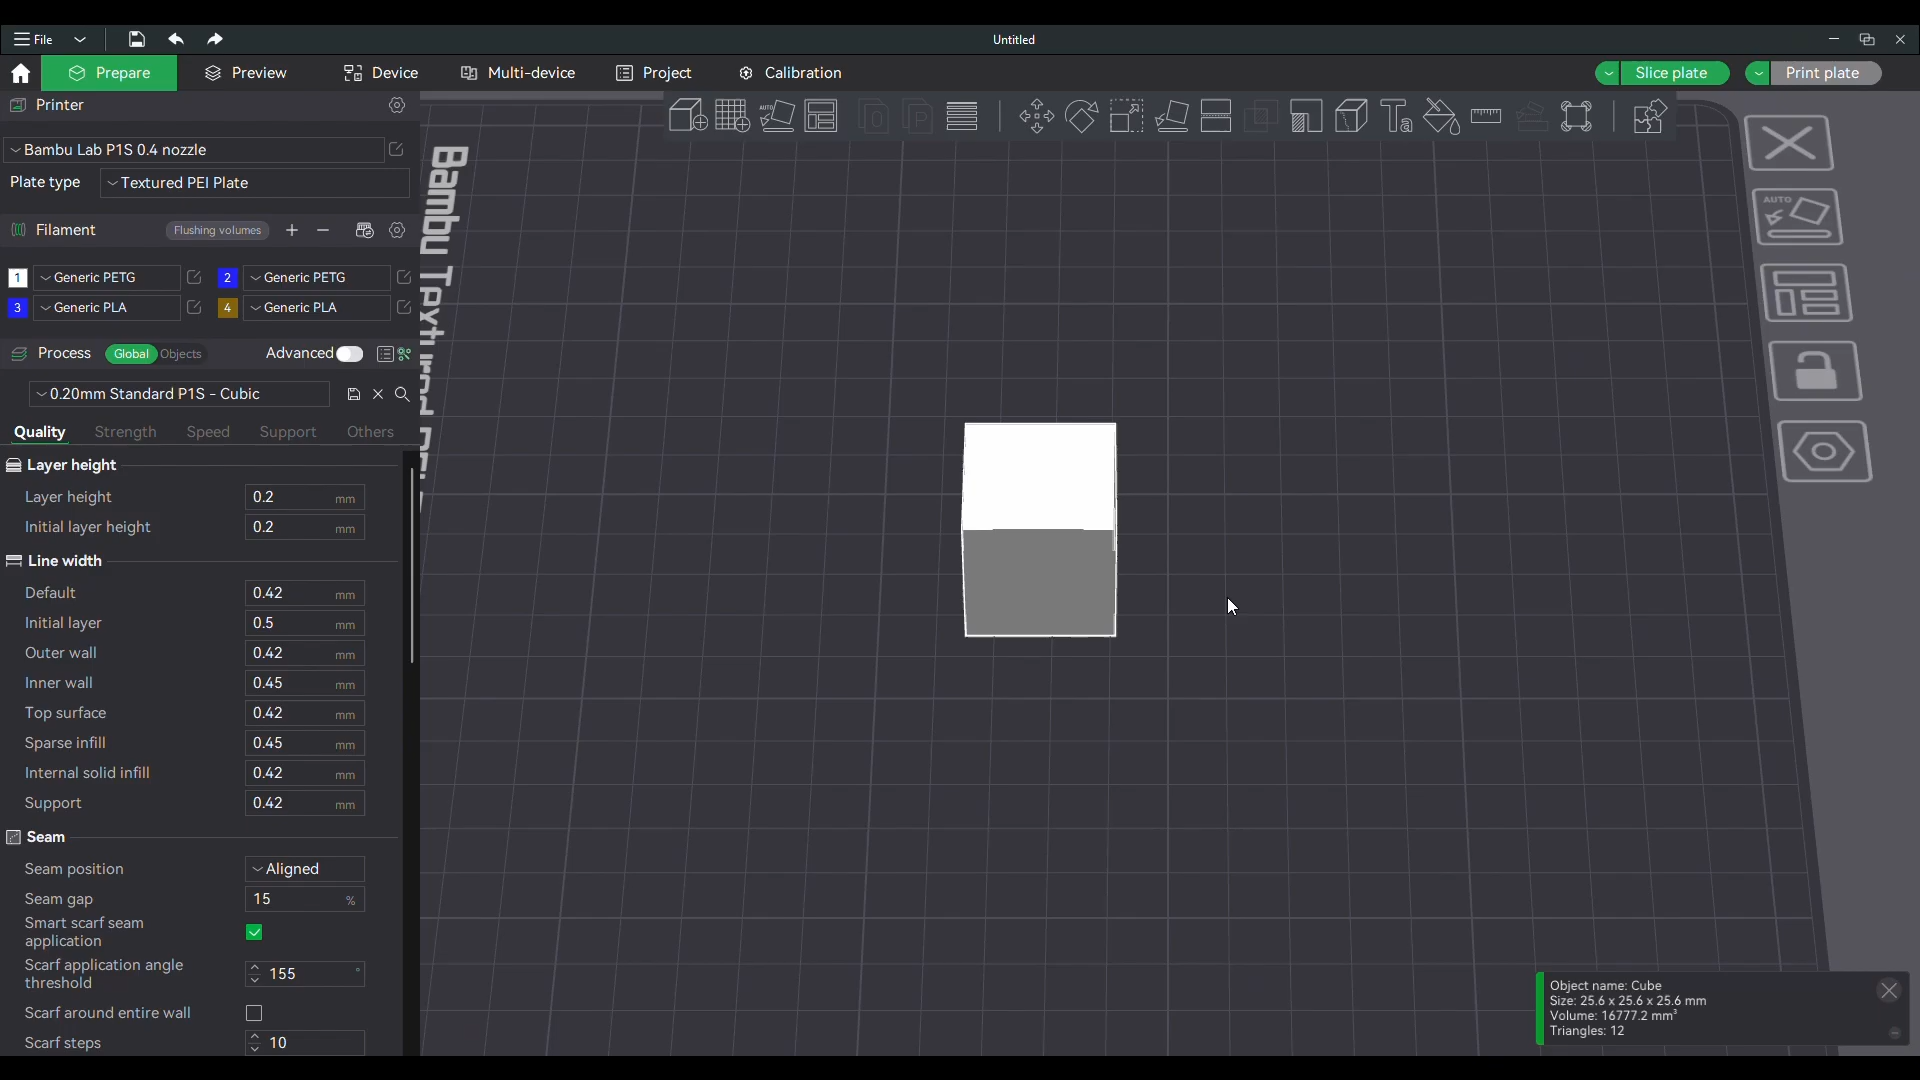 File
Untitled
Prepare
Preview
Device
Multi-device
Project
Calibration
Slice plate
Print plate
Printer
Bambu Lab P1S 0.4 nozzle
Plate type
Textured PEI Plate
Filament
Flushing volumes
1 Generic PETG
2 Generic PETG
3 Generic PLA
4 Generic PLA
Process
Global
Objects
Advanced
0.20mm Standard P1S - Cubic
Quality
Strength
Speed
Support
Others
Layer height
Layer height 0.2 mm
Initial layer height 0.2 mm
Line width
Default 0.42 mm
Initial layer 0.5 mm
Outer wall 0.42 mm
Inner wall 0.45 mm
Top surface 0.42 mm
Sparse infill 0.45 mm
Internal solid infill 0.42 mm
Support 0.42 mm
Seam
Seam position Aligned
Seam gap 15 %
Smart scarf seam
application
Scarf application angle
threshold
155 °
Scarf around entire wall
Scarf steps 10
Bambu Textured
AUTO
AUTO
Object name: Cube
Size: 25.6 x 25.6 x 25.6 mm
Volume: 16777.2 mm³
Triangles: 12